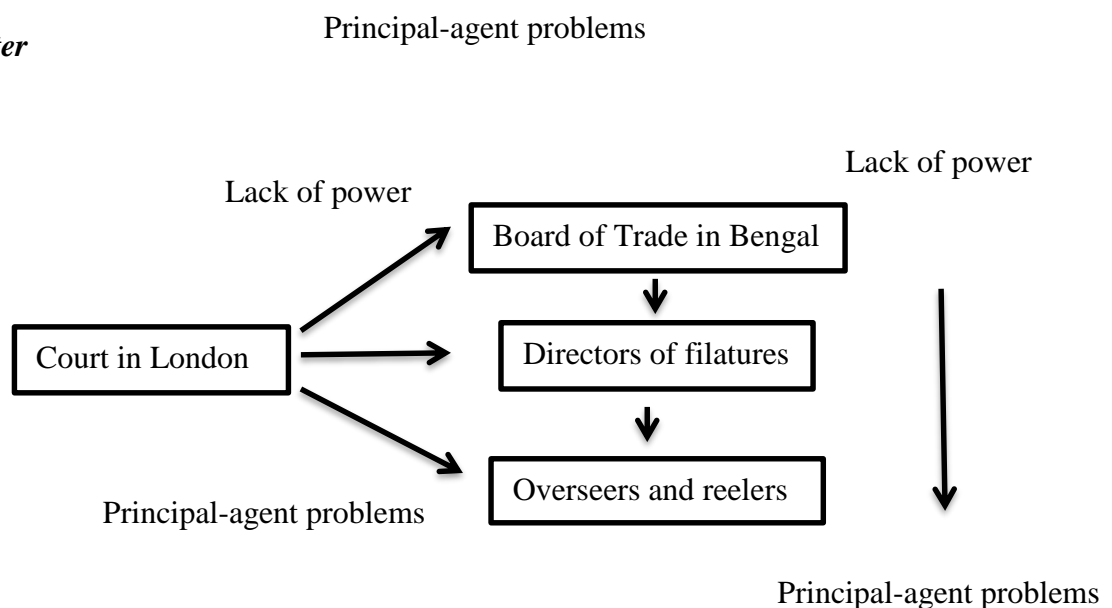 Principal-agent problems
ter
Lack of power
Lack of power
Board of Trade in Bengal
Court in London
Directors of filatures
Overseers and reelers
Principal-agent problems
Principal-agent problems